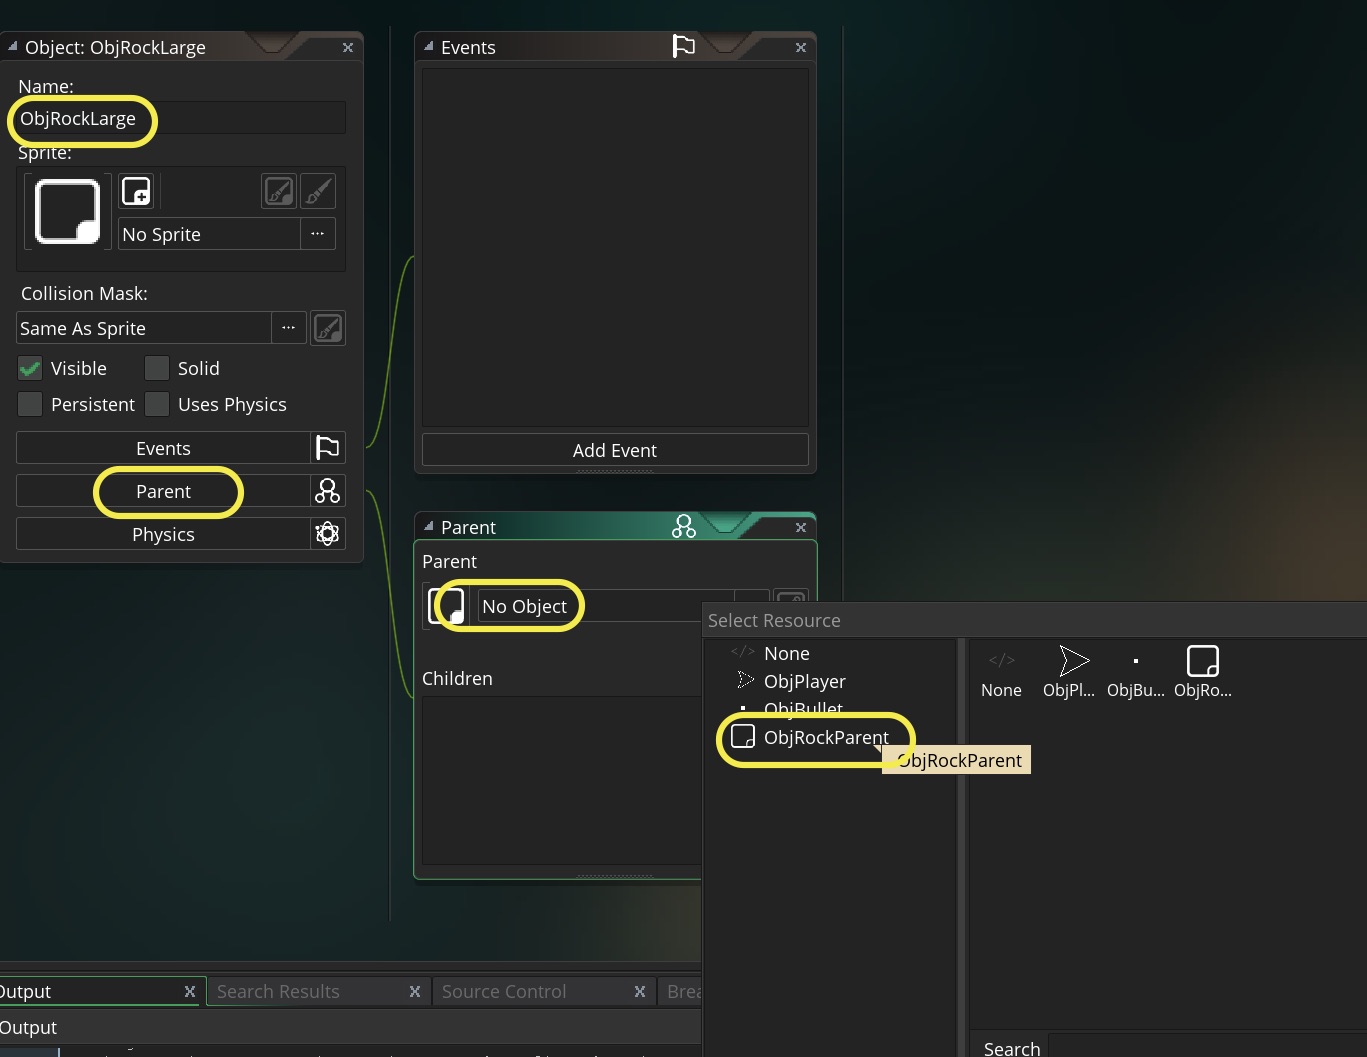 Object: ObjRockLarge
Name:
ObjRockLarge
Sprite:
No Sprite
Collision Mask:
Same As Sprite
Visible
Solid
Persistent
Uses Physics
Events
Parent
Physics
Events
Add Event
Parent
Parent
No Object
Children
Select Resource
None
ObjPlayer
ObjBullet
ObjRockParent
ObjRockParent
None
ObjPl...
ObjBu...
ObjRo...
Search
Output
Search Results
Source Control
Brea
Output